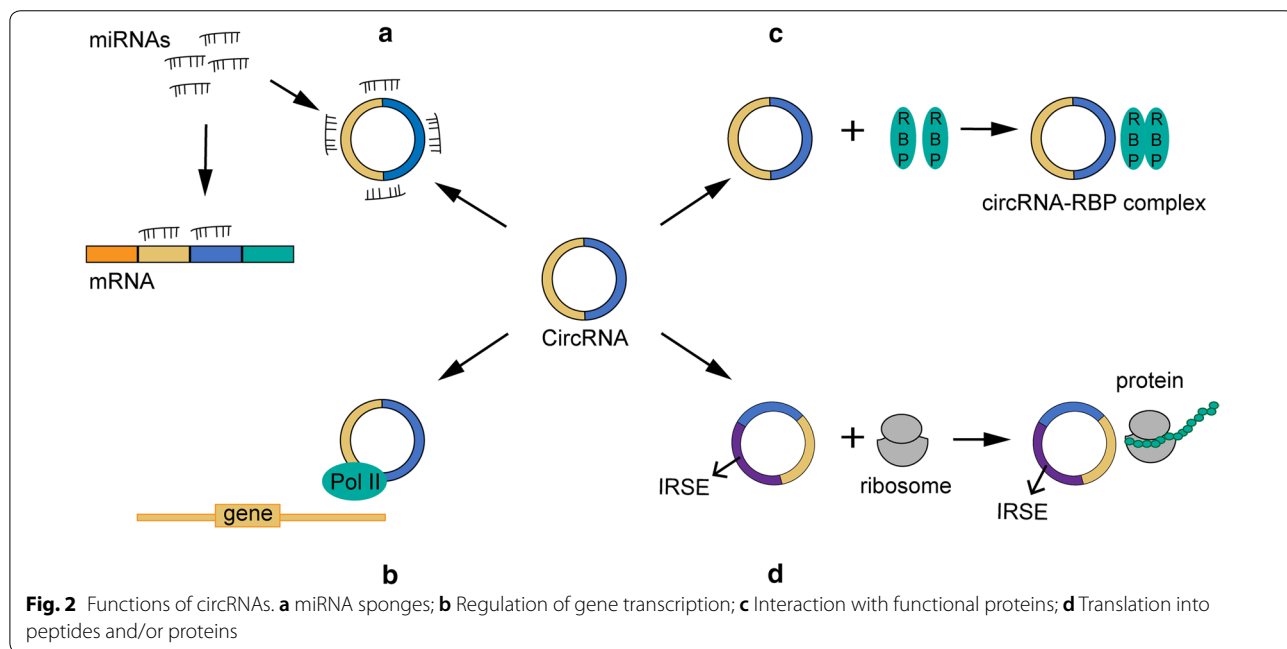 miRNAs
a
mRNA
c
+
R
B
P
R
B
P
R
B
P
R
B
P
circRNA-RBP complex
CircRNA
Pol II
gene
b
IRSE
+
ribosome
protein
IRSE
d
Fig. 2 Functions of circRNAs. a miRNA sponges; b Regulation of gene transcription; c Interaction with functional proteins; d Translation into
peptides and/or proteins